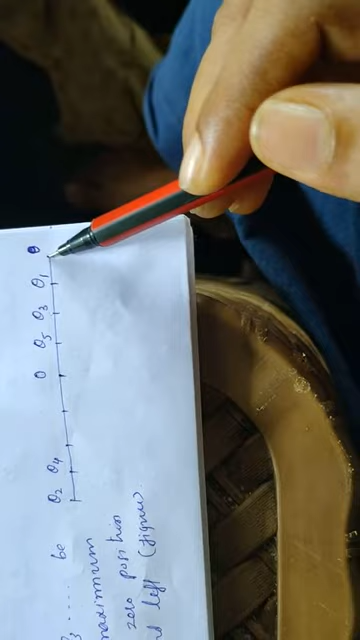 θ₂ θ₄ 0 θ₅ θ₃ θ₁ θ
be
maximum
zero position
left (figure